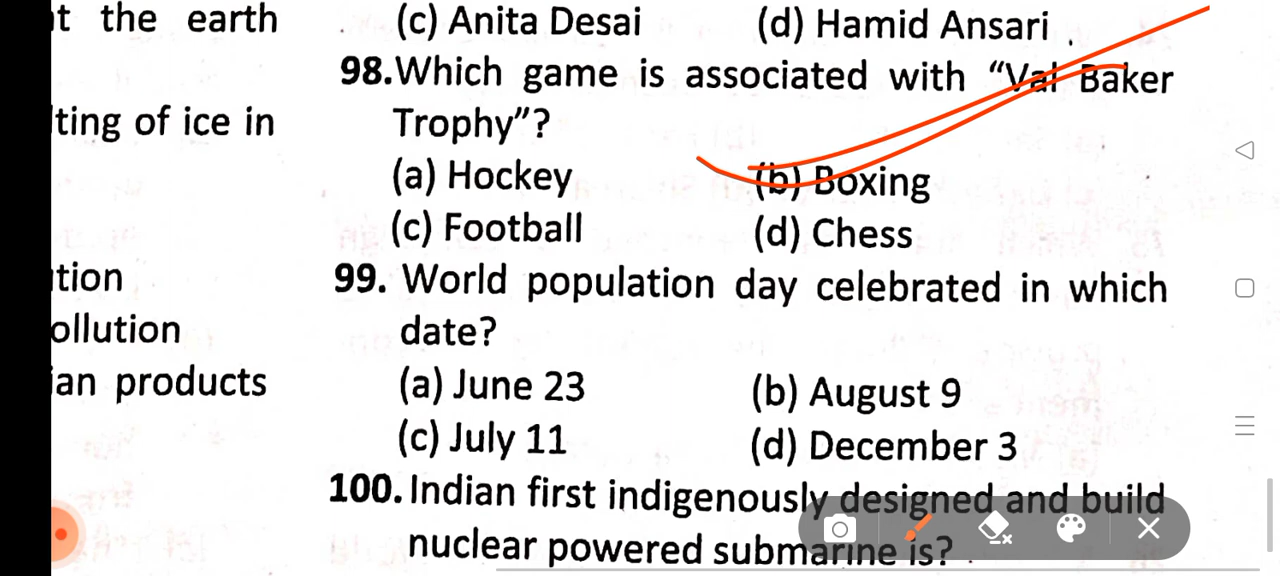 it the earth
ting of ice in
tion
ollution
ian products
(c) Anita Desai (d) Hamid Ansari .
98.Which game is associated with “Val Baker
Trophy”?
(a) Hockey (b) Boxing
(c) Football (d) Chess
99. World population day celebrated in which
date?
(a) June 23 (b) August 9
(c) July 11 (d) December 3
100. Indian first indigenously designed and build
nuclear powered submarine is?